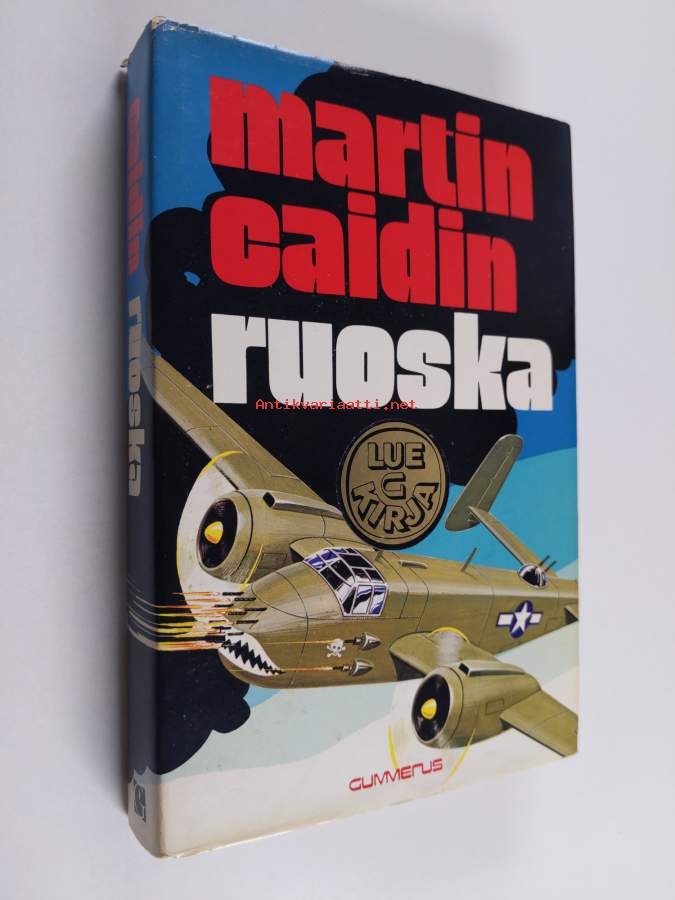 martin
caidin
ruoska
Antikvariaatti.net
LUE
G
KIRJA
GUMMERUS
caidin ruoska